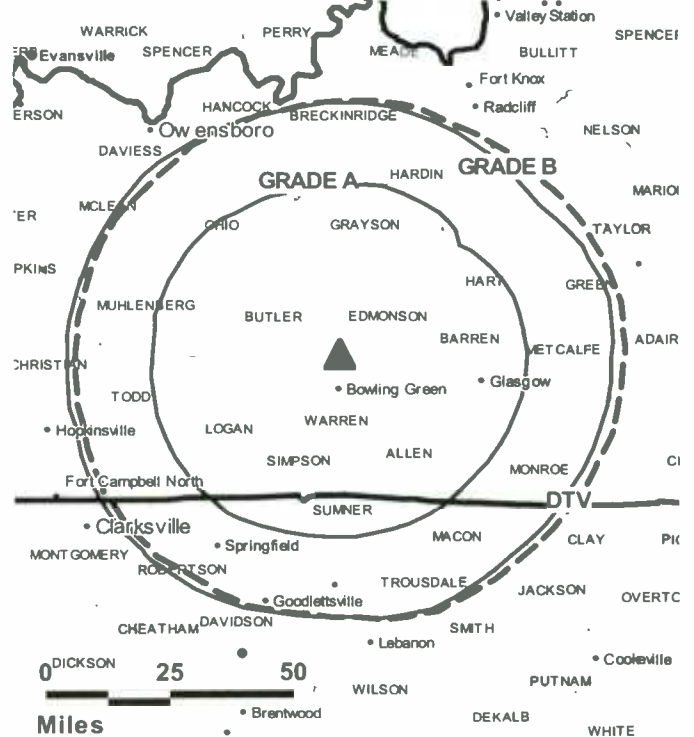 Valley Station
WARRICK
PERRY
SPENCER
SPENCER
Evansville
MEADE
BULLITT
Fort Knox
HANCOCK
Radcliff
ERSON
BRECKINRIDGE
Owensboro
NELSON
DAVIESS
GRADE B
HARDIN
GRADE A
MARIO
MCLEAN
TER
OHIO
GRAYSON
TAYLOR
PKINS
HART
GREEN
MUHLENBERG
BUTLER
EDMONSON
BARREN
ADAIR
METCALFE
CHRISTIAN
Glasgow
Bowling Green
TODD
WARREN
Hopkinsville
LOGAN
ALLEN
SIMPSON
MONROE
Fort Campbell North
DTV
SUMNER
Clarksville
MACON
CLAY
Springfield
MONTGOMERY
ROBERTSON
TROUSDALE
JACKSON
OVERTO
Goodlettsville
DAVIDSON
CHEATHAM
SMITH
Lebanon
Cookeville
DICKSON
0 25 50
PUTNAM
WILSON
Brentwood
DEKALB
Miles
WHITE